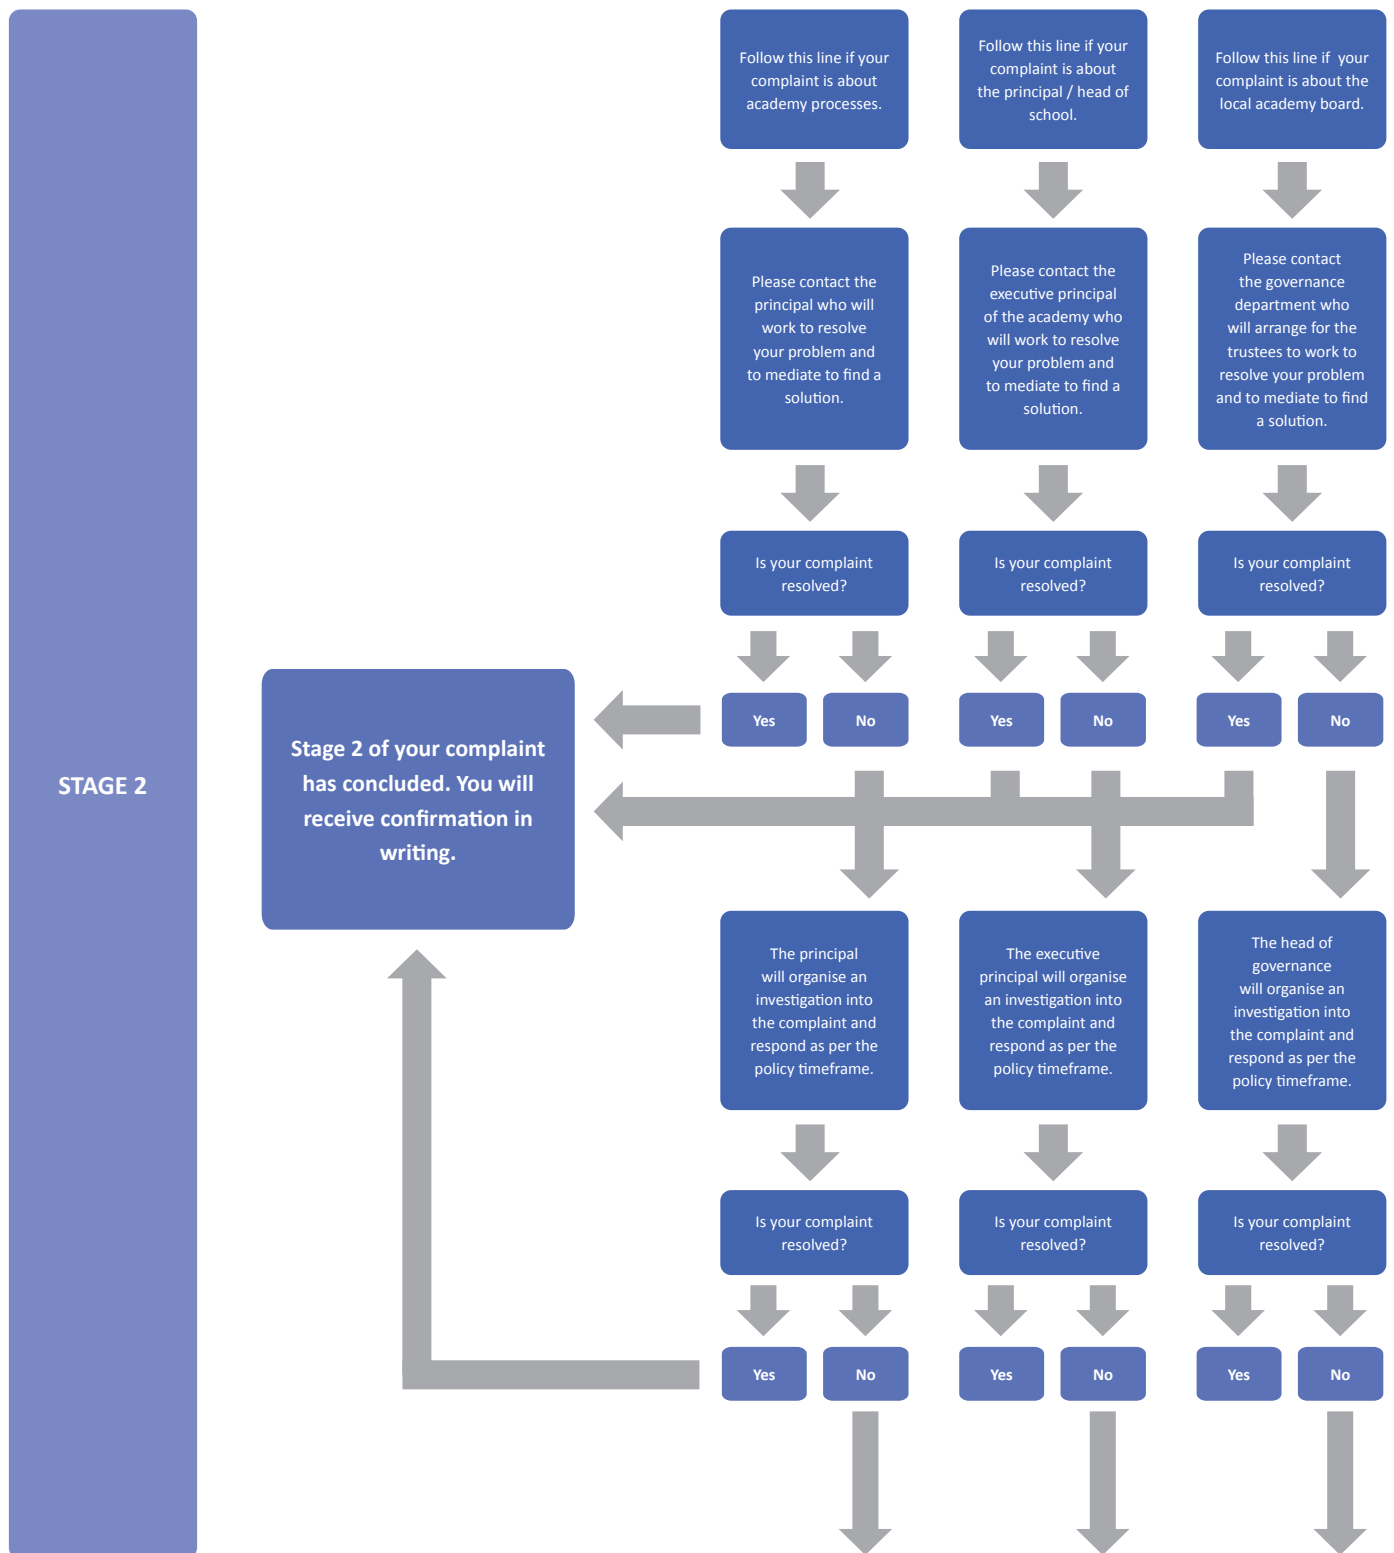 STAGE 2
Follow this line if your
complaint is about
academy processes.
Follow this line if your
complaint is about
the principal / head of
school.
Follow this line if  your
complaint is about the
local academy board.
Please contact the
principal who will
work to resolve
your problem and
to mediate to find a
solution.
Please contact the
executive principal
of the academy who
will work to resolve
your problem and
to mediate to find a
solution.
Please contact
the governance
department who
will arrange for the
trustees to work to
resolve your problem
and to mediate to find
a solution.
Is your complaint
resolved?
Is your complaint
resolved?
Is your complaint
resolved?
Yes
No
Yes
No
Yes
No
Stage 2 of your complaint
has concluded. You will
receive confirmation in
writing.
The principal
will organise an
investigation into
the complaint and
respond as per the
policy timeframe.
The executive
principal will organise
an investigation into
the complaint and
respond as per the
policy timeframe.
The head of
governance
will organise an
investigation into
the complaint and
respond as per the
policy timeframe.
Is your complaint
resolved?
Is your complaint
resolved?
Is your complaint
resolved?
Yes
No
Yes
No
Yes
No